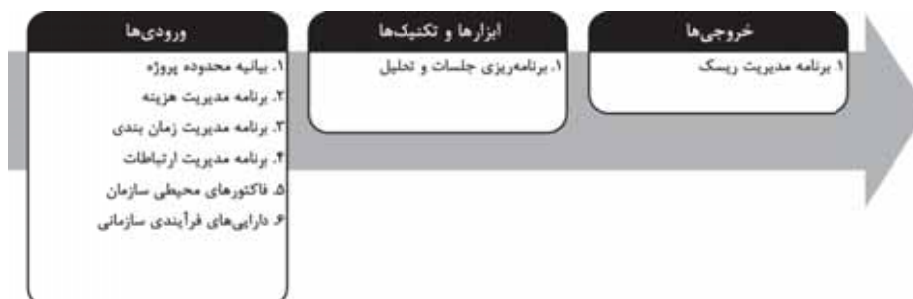 ورودی‌ها
۱. بیانیه محدوده پروژه
۲. برنامه مدیریت هزینه
۳. برنامه مدیریت زمان بندی
۴. برنامه مدیریت ارتباطات
۵. فاکتورهای محیطی سازمان
۶. دارایی‌های فرآیندی سازمانی
ابزارها و تکنیک‌ها
۱. برنامه‌ریزی جلسات و تحلیل
خروجی‌ها
۱. برنامه مدیریت ریسک